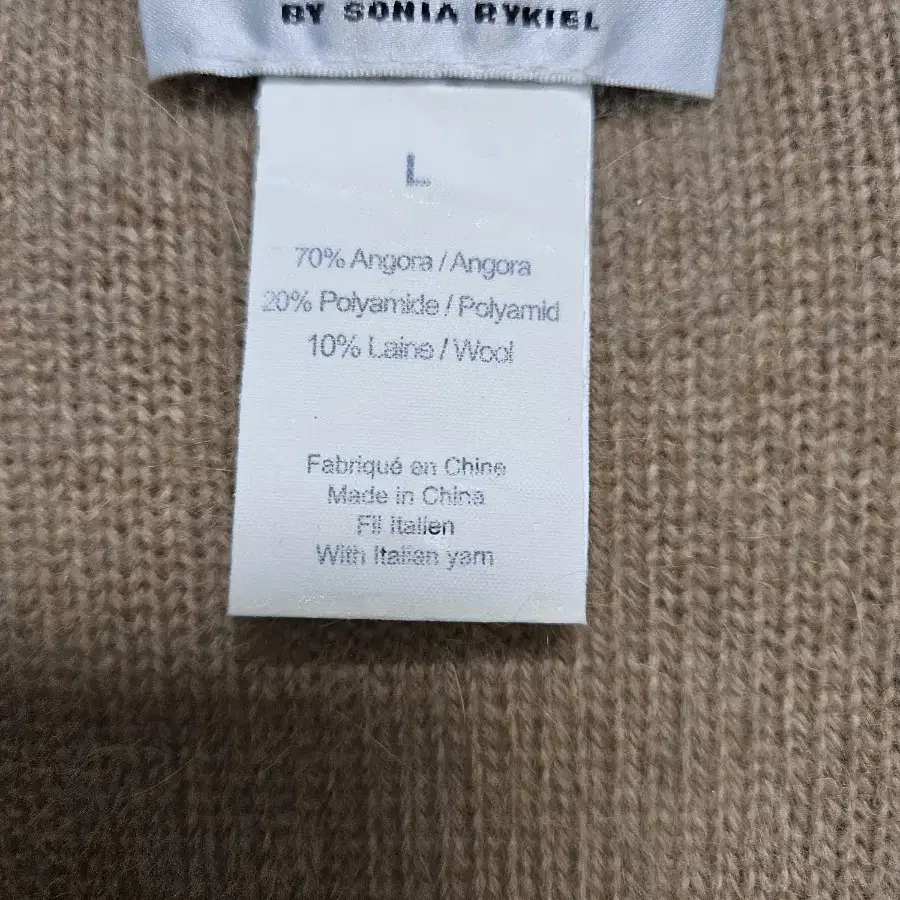 BY SONIA RYKIEL
L
70% Angora / Angora
20% Polyamide / Polyamid
10% Laine / Wool
Fabriqué en Chine
Made in China
Fil Italien
With Italian yarn